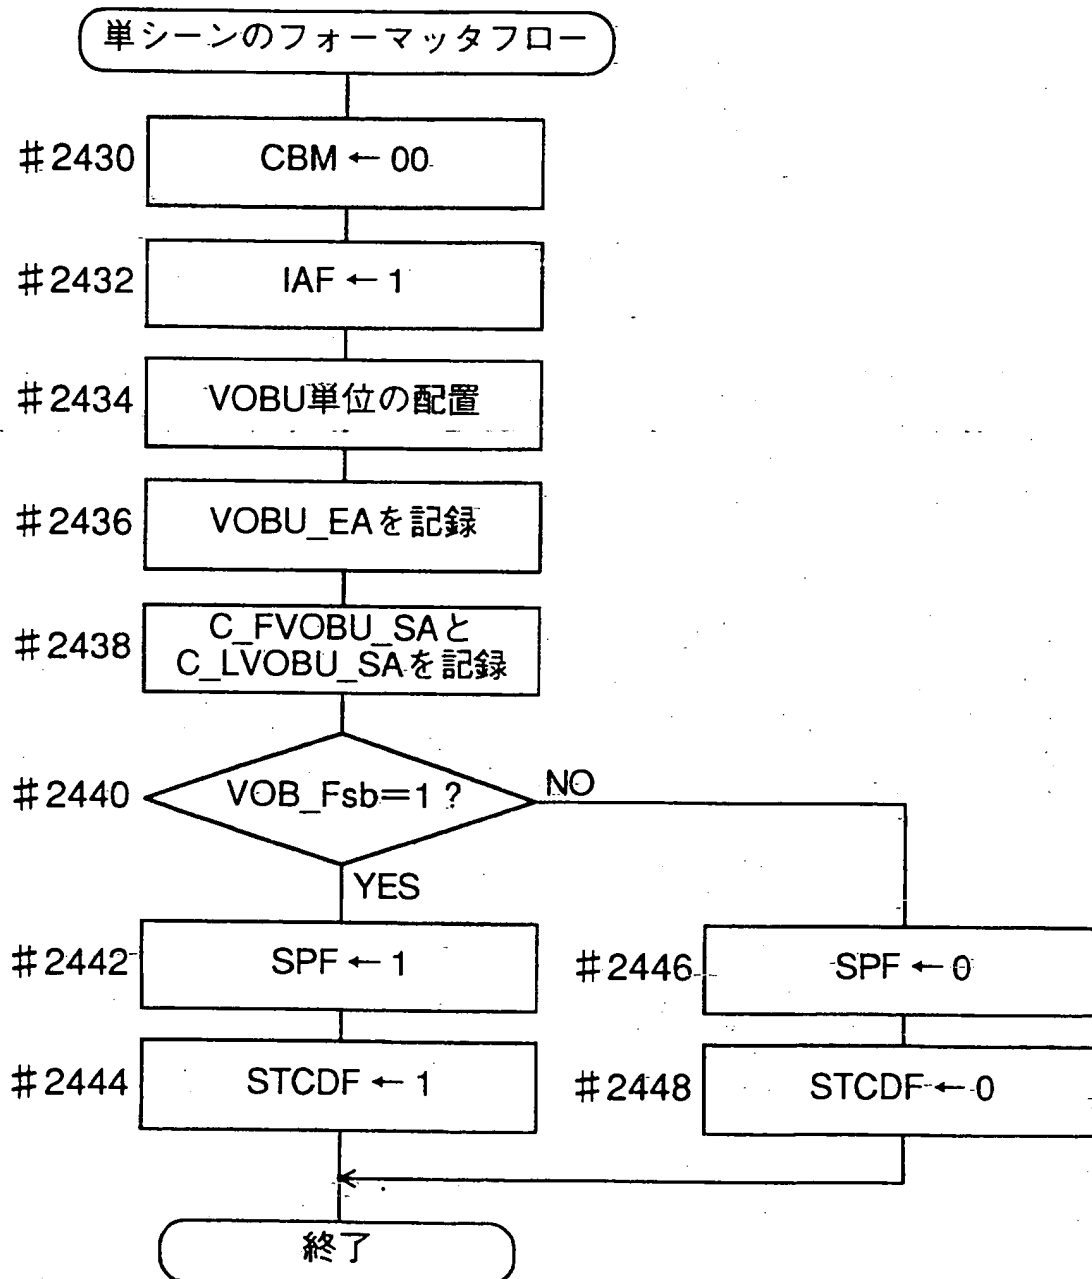 単シーンのフォーマッタフロー
#2430
CBM ← 00
#2432
IAF ← 1
#2434
VOBU単位の配置
#2436
VOBU_EAを記録
#2438
C_FVOBU_SAと
C_LVOBU_SAを記録
#2440
VOB_Fsb=1 ?
NO
YES
#2442
SPF ← 1
#2446
SPF ← 0
#2444
STCDF ← 1
#2448
STCDF ← 0
終了